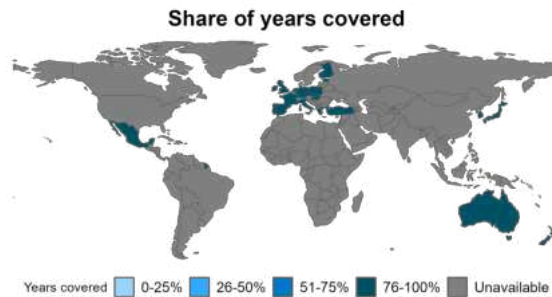 Share of years covered
Years covered 0-25% 26-50% 51-75% 76-100% Unavailable